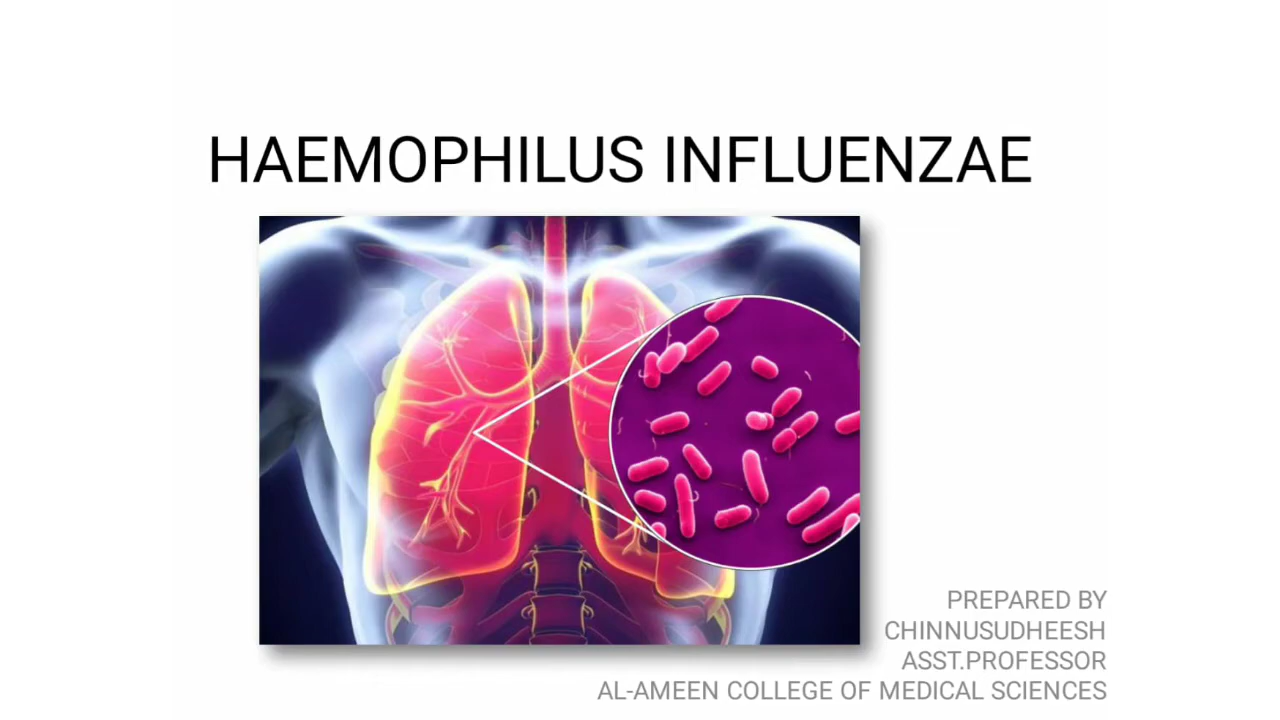 HAEMOPHILUS INFLUENZAE
PREPARED BY
CHINNUSUDHEESH
ASST.PROFESSOR
AL-AMEEN COLLEGE OF MEDICAL SCIENCES